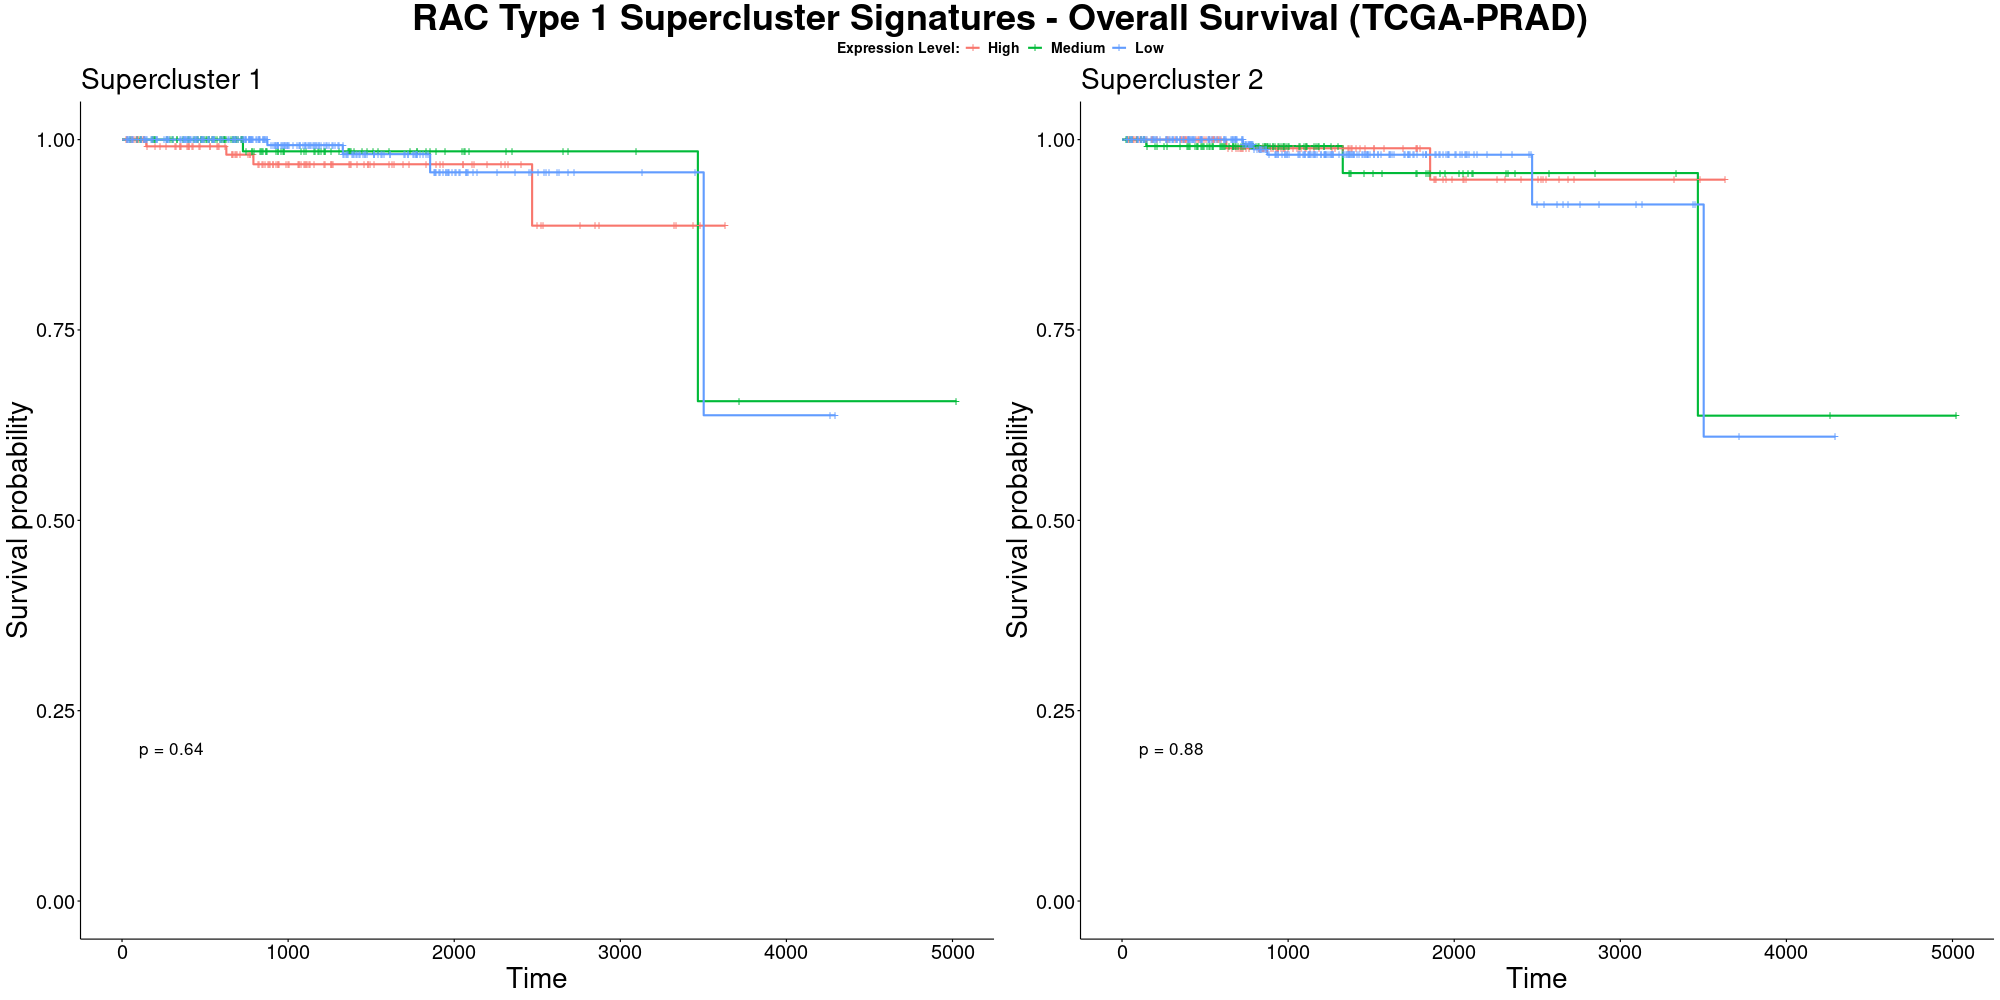 RAC Type 1 Supercluster Signatures - Overall Survival (TCGA-PRAD)
Expression Level: High Medium Low
Supercluster 1
Survival probability
1.00
0.75
0.50
0.25
0.00
p = 0.64
0 1000 2000 3000 4000 5000
Time
Supercluster 2
Survival probability
1.00
0.75
0.50
0.25
0.00
p = 0.88
0 1000 2000 3000 4000 5000
Time